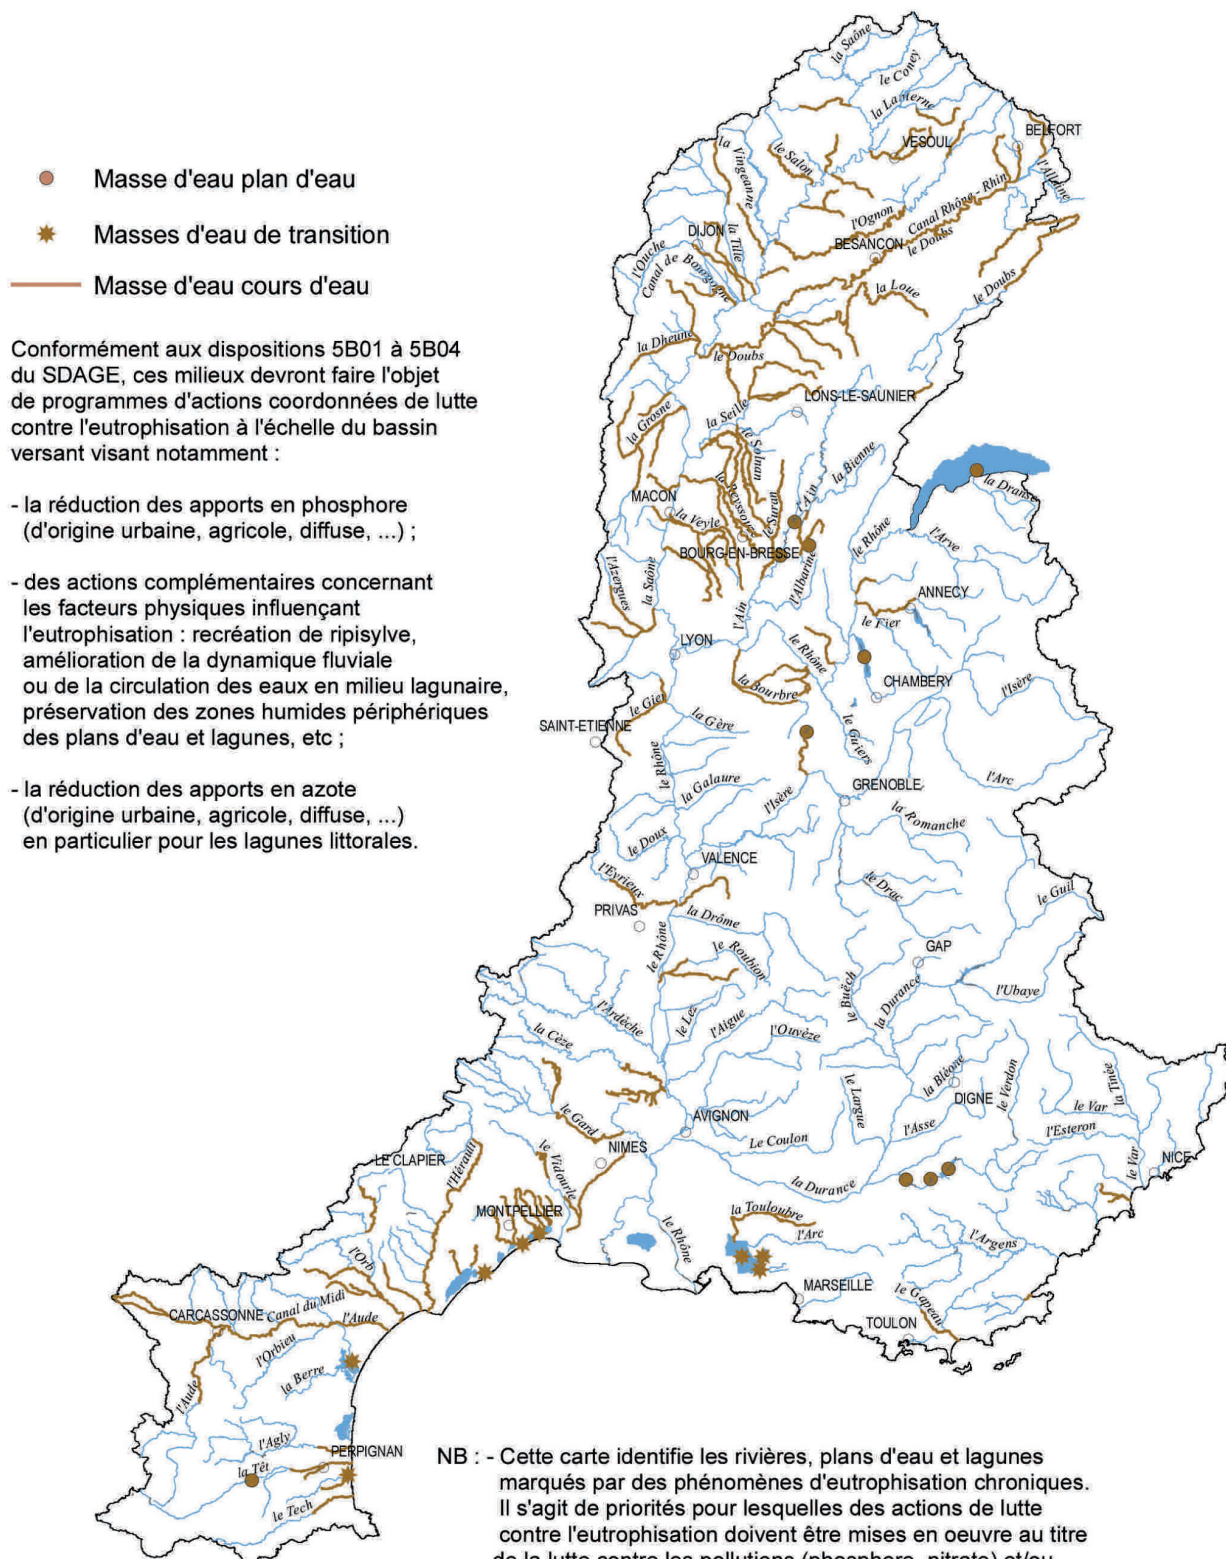 Masse d'eau plan d'eau
Masses d'eau de transition
Masse d'eau cours d'eau
Conformément aux dispositions 5B01 à 5B04
du SDAGE, ces milieux devront faire l'objet
de programmes d'actions coordonnées de lutte
contre l'eutrophisation à l'échelle du bassin
versant visant notamment :
- la réduction des apports en phosphore
(d'origine urbaine, agricole, diffuse, ...) ;
- des actions complémentaires concernant
les facteurs physiques influençant
l'eutrophisation : recréation de ripisylve,
amélioration de la dynamique fluviale
ou de la circulation des eaux en milieu lagunaire,
préservation des zones humides périphériques
des plans d'eau et lagunes, etc ;
- la réduction des apports en azote
(d'origine urbaine, agricole, diffuse, ...)
en particulier pour les lagunes littorales.
la Saône
le Coney
la Lanterne
BELFORT
VESOUL
la Vingeanne
le Salon
l'Allaine
l'Ognon
Canal Rhône - Rhin
DIJON
la Tille
BESANCON
le Doubs
l'Ouche
Canal de Bourgogne
la Loue
le Doubs
la Dheune
le Doubs
LONS-LE-SAUNIER
la Seille
la Grosne
le Solnan
la Bienne
la Reyssouze
le Suran
l'Ain
la Dranse
MACON
la Veyle
BOURG-EN-BRESSE
le Rhône
l'Arve
l'Azergues
la Saône
l'Albarine
ANNECY
l'Ain
le Fier
LYON
le Rhône
CHAMBERY
l'Isère
la Bourbre
le Gier
SAINT-ETIENNE
la Gère
le Guiers
le Rhône
l'Arc
la Galaure
l'Isère
GRENOBLE
la Romanche
le Doux
VALENCE
l'Eyrieux
le Drac
le Guil
PRIVAS
la Drôme
le Rhône
le Roubion
GAP
le Buëch
la Durance
l'Ubaye
l'Ardèche
le Lez
l'Aigue
l'Ouvèze
la Cèze
la Bléone
le Verdon
la Tinée
le Largue
DIGNE
AVIGNON
le Gard
Le Coulon
l'Asse
le Var
l'Esteron
NIMES
LE CLAPIER
l'Hérault
le Vidourle
la Durance
le Var
NICE
MONTPELLIER
la Touloubre
l'Arc
l'Argens
le Rhône
l'Orb
MARSEILLE
le Gapeau
TOULON
CARCASSONNE
Canal du Midi
l'Aude
l'Orbieu
la Berre
l'Aude
l'Agly
PERPIGNAN
la Têt
le Tech
NB : - Cette carte identifie les rivières, plans d'eau et lagunes
marqués par des phénomènes d'eutrophisation chroniques.
Il s'agit de priorités pour lesquelles des actions de lutte
contre l'eutrophisation doivent être mises en oeuvre au titre
de la lutte contre les pollutions (phosphore, nitrate) et/ou